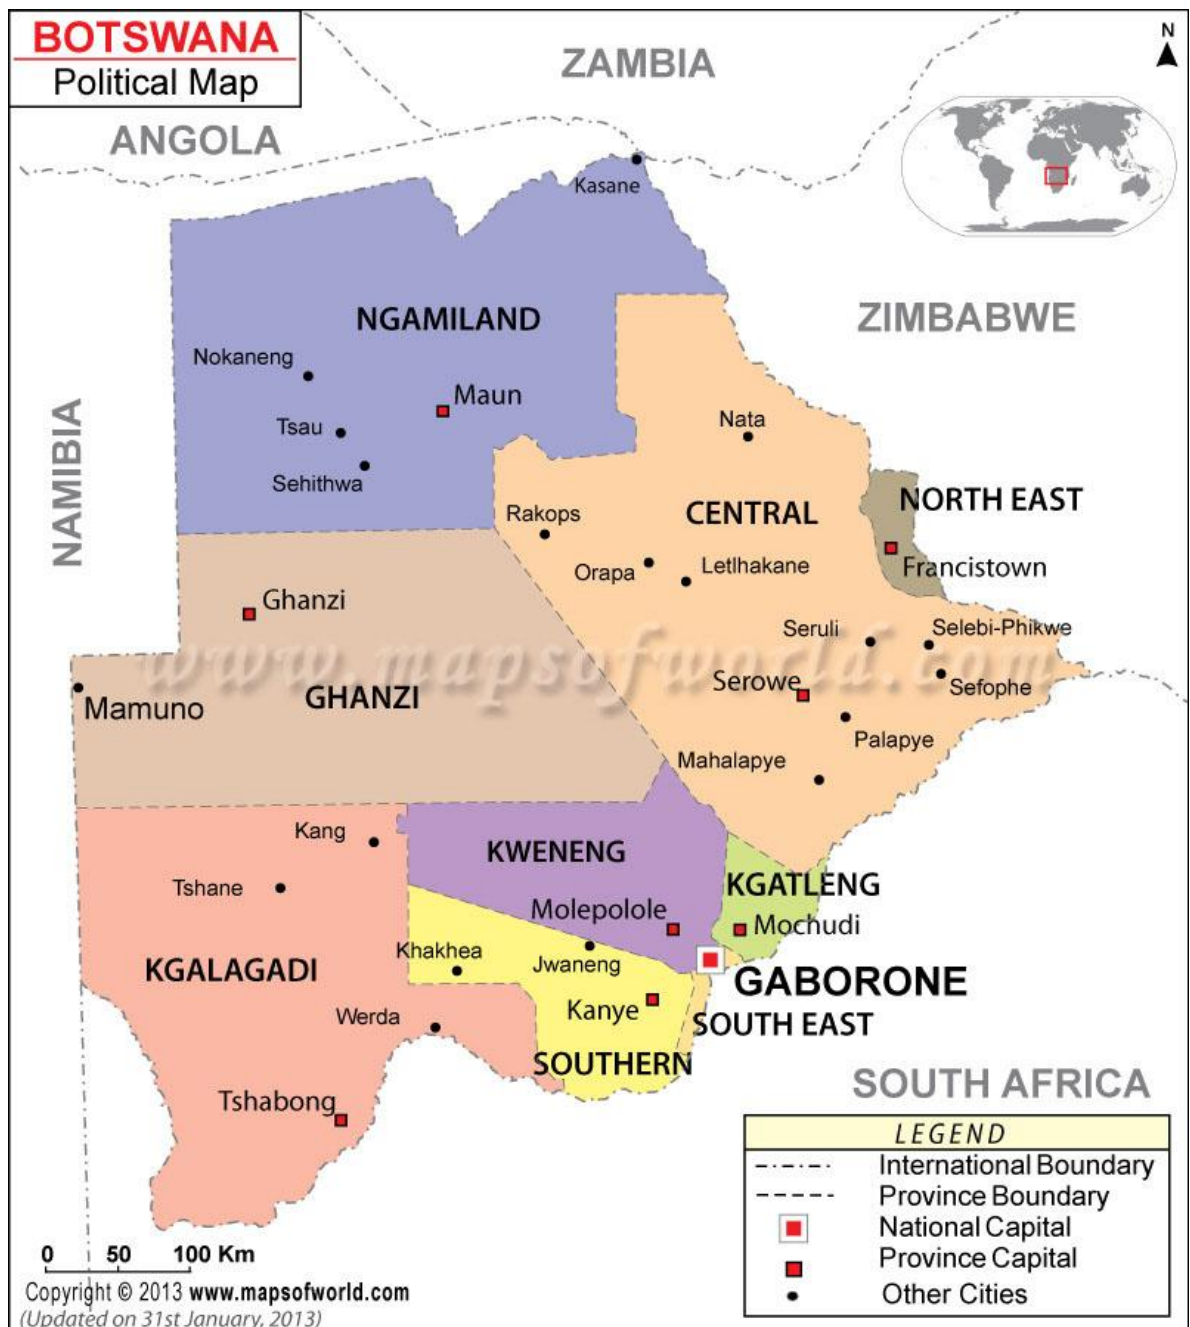 BOTSWANA
Political Map
ZAMBIA
N
ANGOLA
Kasane
NGAMILAND
ZIMBABWE
Nokaneng
Maun
NAMIBIA
Tsau
Nata
Sehithwa
NORTH EAST
Rakops
CENTRAL
Orapa
Letlhakane
Francistown
Ghanzi
Seruli
Selebi-Phikwe
www.mapsofworld.com
Serowe
Sefophe
GHANZI
Mamuno
Palapye
Mahalapye
Kang
KWENENG
Tshane
KGATLENG
Molepolole
Mochudi
Khakhea
Jwaneng
KGALAGADI
GABORONE
Kanye
Werda
SOUTH EAST
SOUTHERN
SOUTH AFRICA
Tshabong
LEGEND
International Boundary
Province Boundary
National Capital
Province Capital
Other Cities
0 50 100 Km
Copyright © 2013 www.mapsofworld.com
(Updated on 31st January, 2013)